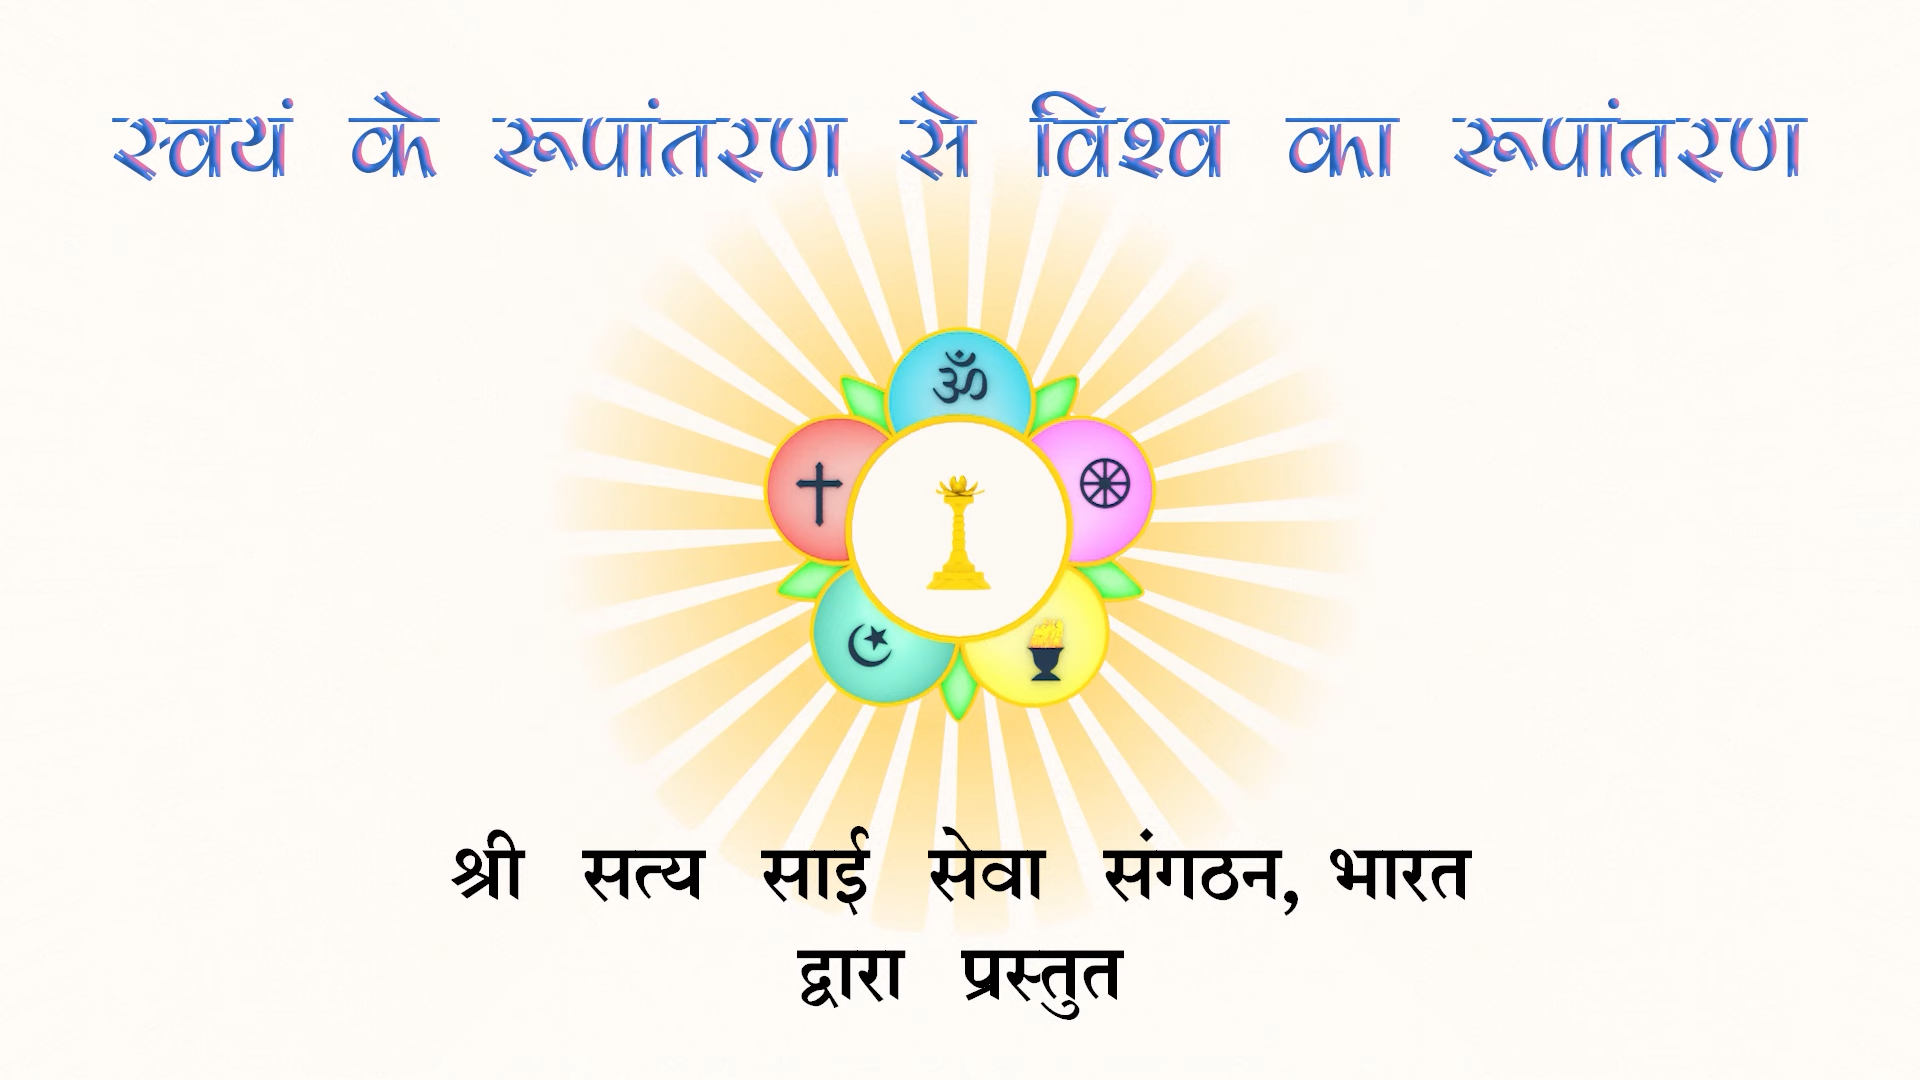 स्वयं के रूपांतरण से विश्व का रूपांतरण
ॐ
श्री सत्य साई सेवा संगठन, भारत
द्वारा प्रस्तुत